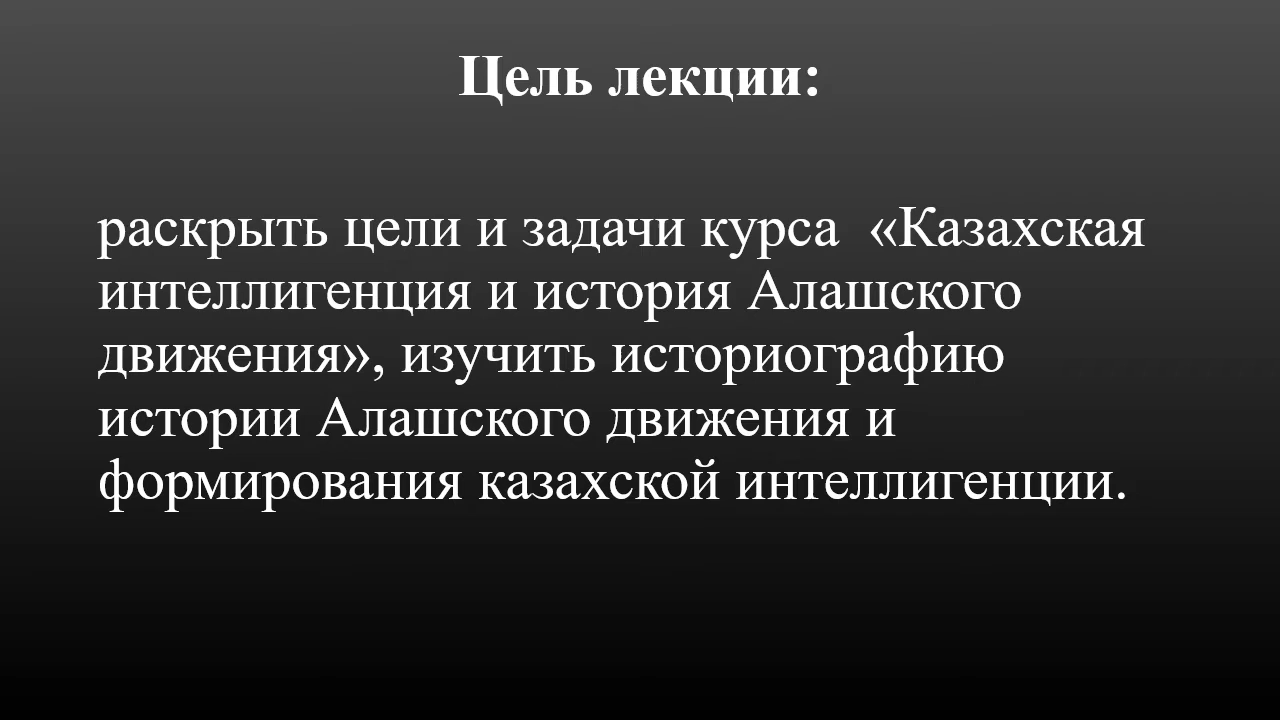 Цель лекции:
раскрыть цели и задачи курса «Казахская
интеллигенция и история Алашского
движения», изучить историографию
истории Алашского движения и
формирования казахской интеллигенции.